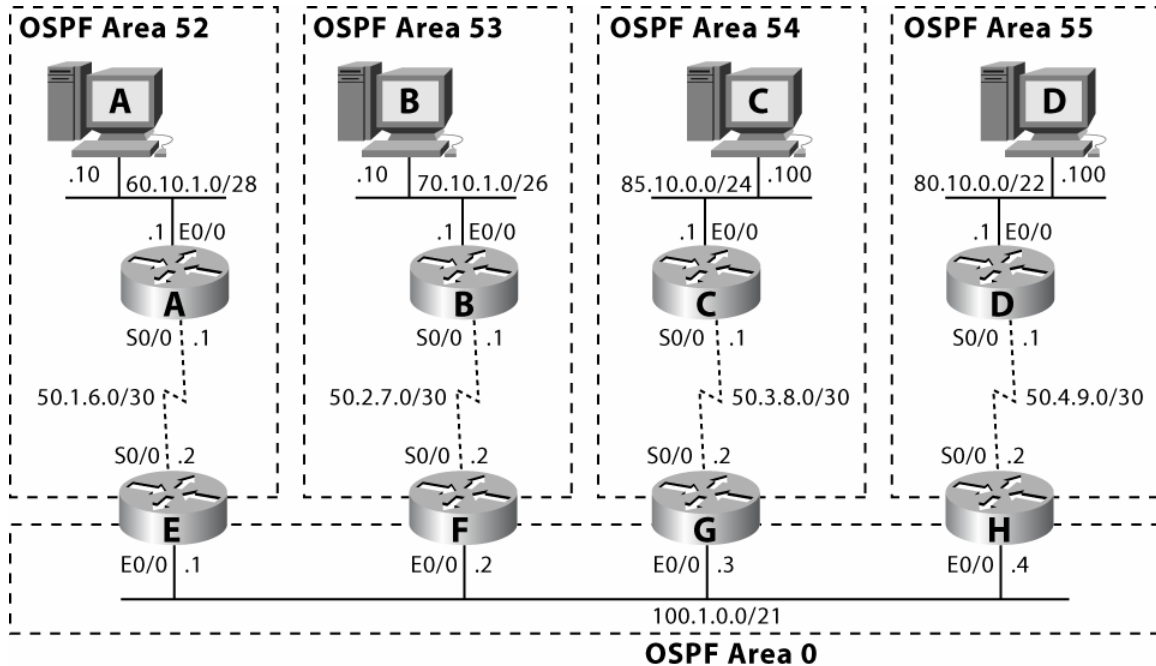 OSPF Area 52 OSPF Area 53 OSPF Area 54 OSPF Area 55
A B C D
.10 60.10.1.0/28 .10 70.10.1.0/26 85.10.0.0/24 .100 80.10.0.0/22 .100
.1 E0/0 .1 E0/0 .1 E0/0 .1 E0/0
A B C D
S0/0 .1 S0/0 .1 S0/0 .1 S0/0 .1
50.1.6.0/30 50.2.7.0/30 50.3.8.0/30 50.4.9.0/30
S0/0 .2 S0/0 .2 S0/0 .2 S0/0 .2
E F G H
E0/0 .1 E0/0 .2 E0/0 .3 E0/0 .4
100.1.0.0/21
OSPF Area 0